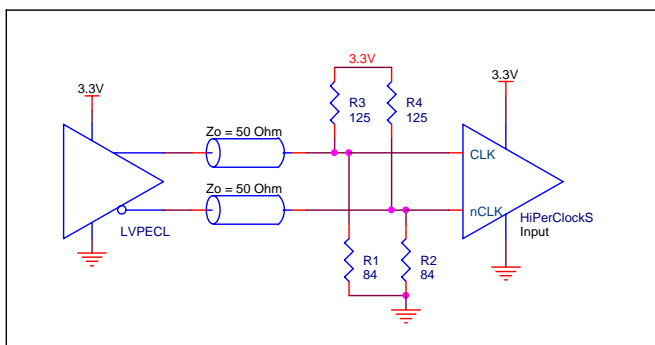 3.3V
3.3V
3.3V
R3
125
R4
125
Zo = 50 Ohm
CLK
Zo = 50 Ohm
nCLK
LVPECL
HiPerClockS
Input
R1
84
R2
84